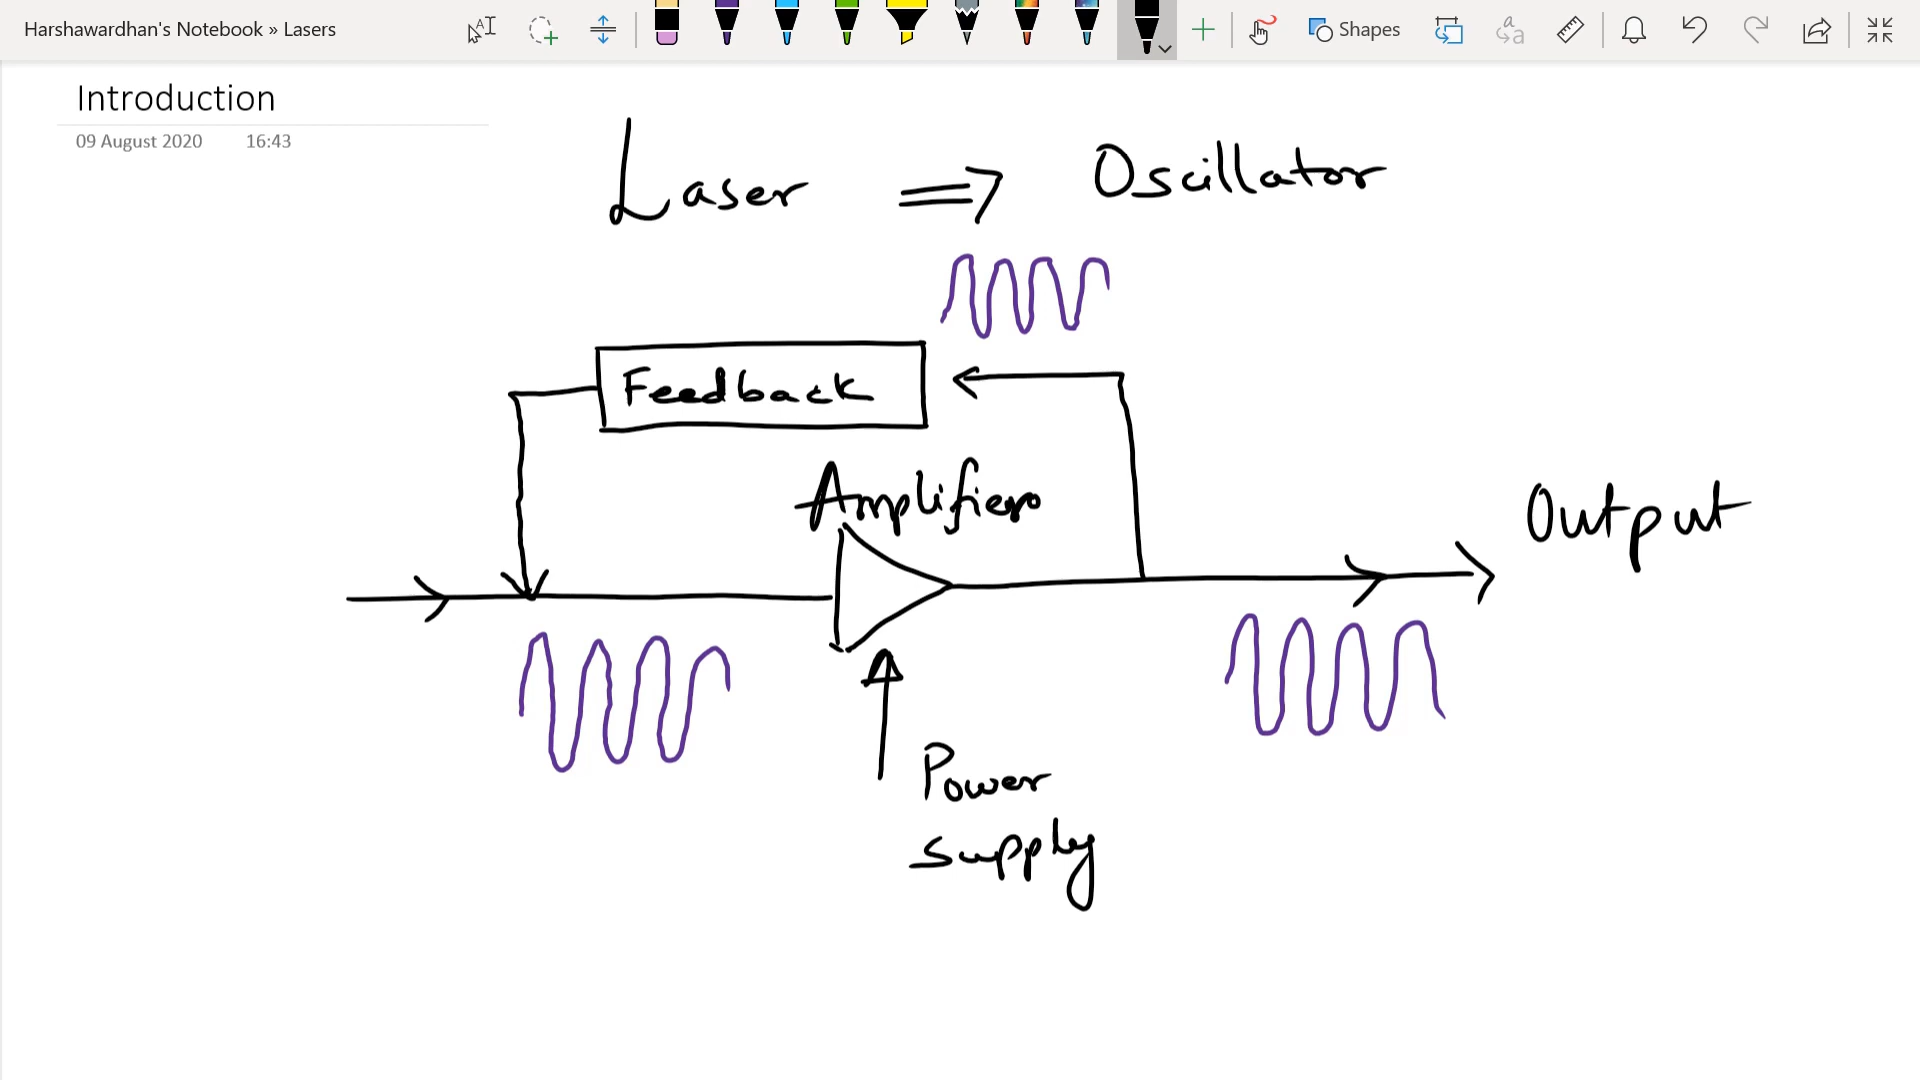 Harshawardhan's Notebook » Lasers
Shapes
Introduction
09 August 2020 16:43
Laser ⇒ Oscillator
Feedback
Amplifier
Output
Power
supply